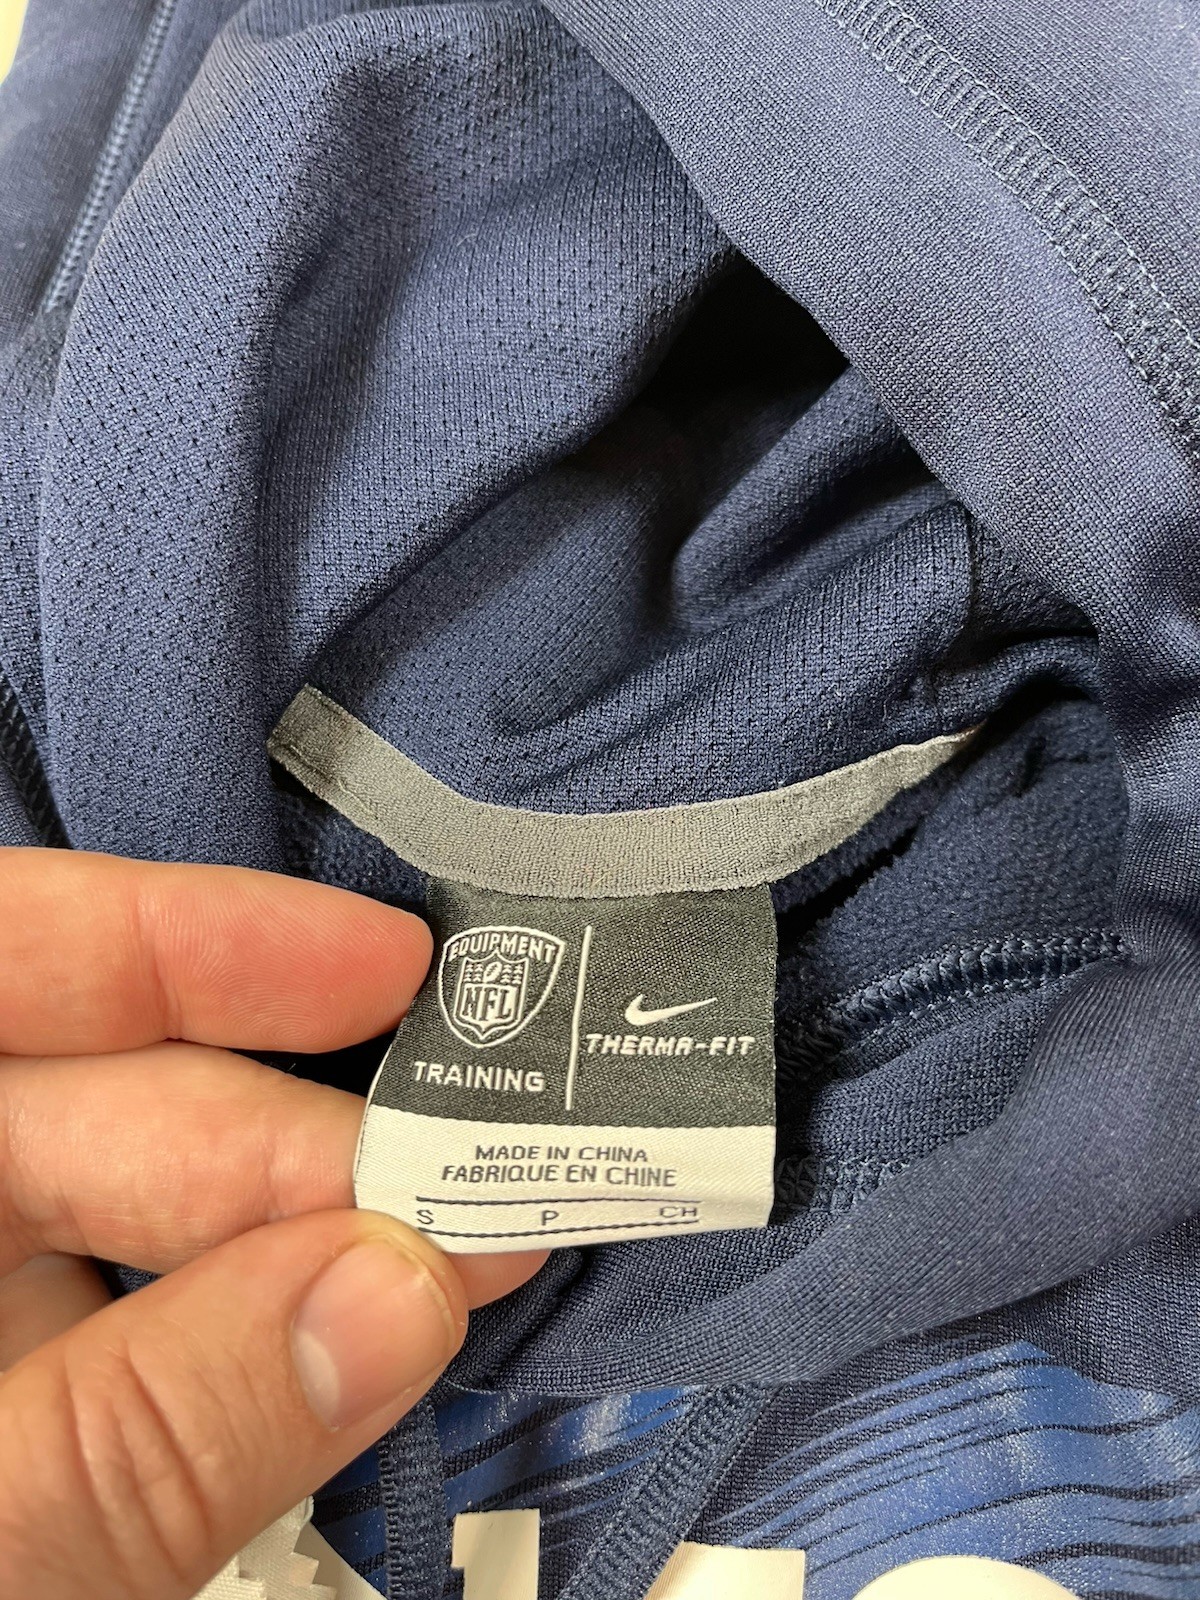 EQUIPMENT
NFL
TRAINING
THERMA-FIT
MADE IN CHINA
FABRIQUE EN CHINE
S P CH